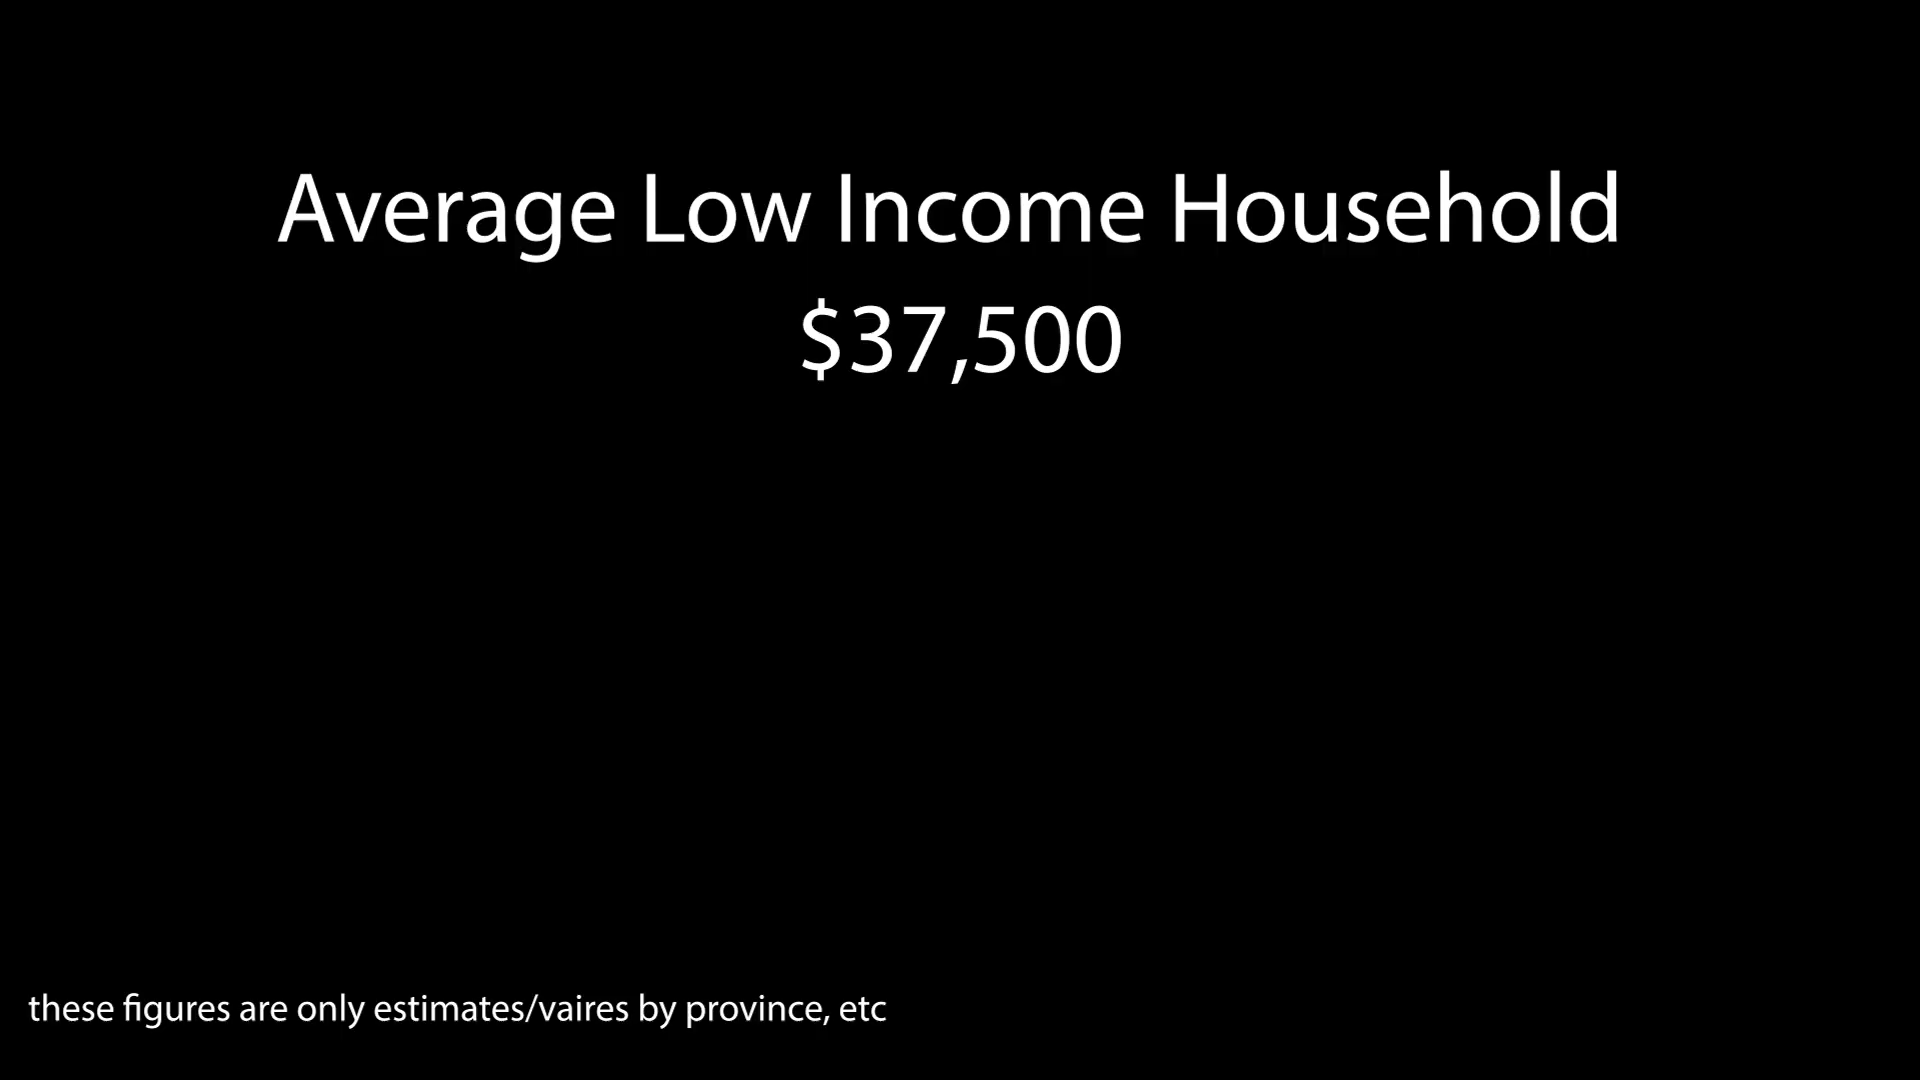 Average Low Income Household
$37,500
these figures are only estimates/vaires by province, etc